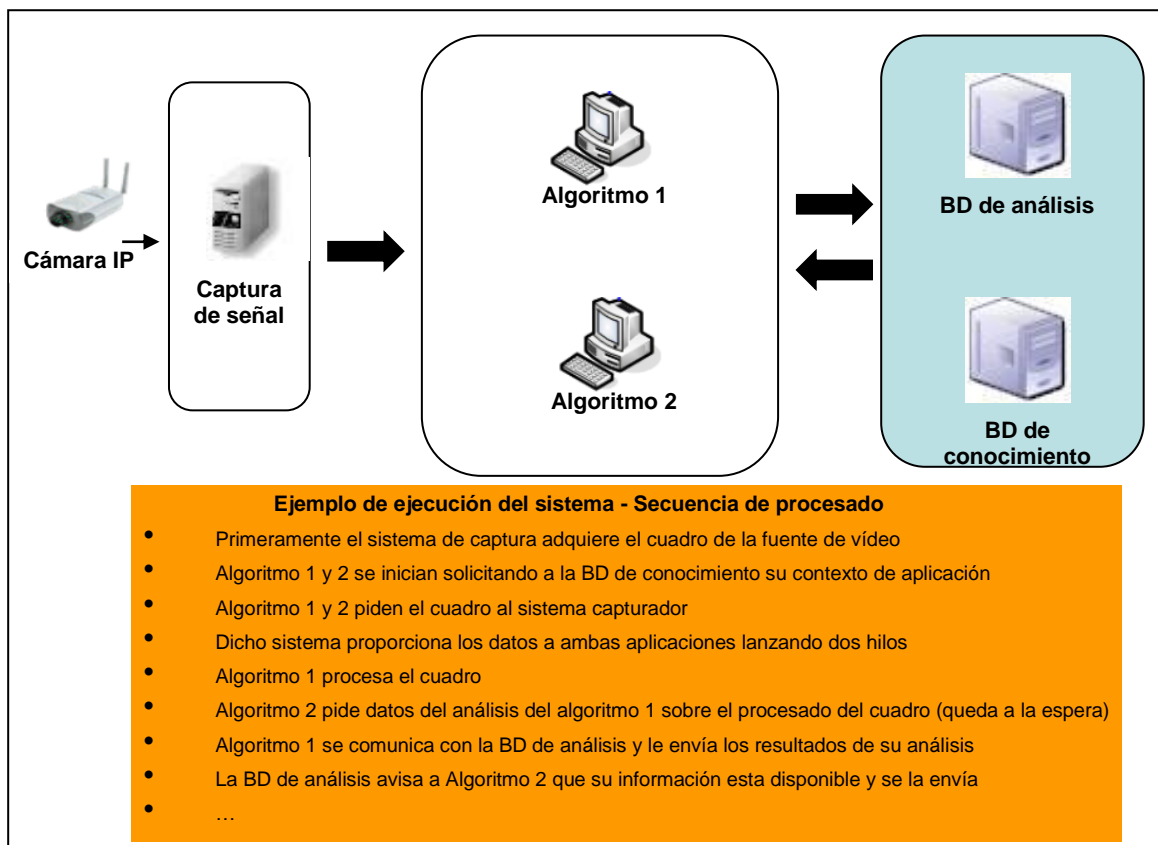 Cámara IP
Captura
de señal
Algoritmo 1
Algoritmo 2
BD de análisis
BD de
conocimiento
Ejemplo de ejecución del sistema - Secuencia de procesado
• Primeramente el sistema de captura adquiere el cuadro de la fuente de vídeo
• Algoritmo 1 y 2 se inician solicitando a la BD de conocimiento su contexto de aplicación
• Algoritmo 1 y 2 piden el cuadro al sistema capturador
• Dicho sistema proporciona los datos a ambas aplicaciones lanzando dos hilos
• Algoritmo 1 procesa el cuadro
• Algoritmo 2 pide datos del análisis del algoritmo 1 sobre el procesado del cuadro (queda a la espera)
• Algoritmo 1 se comunica con la BD de análisis y le envía los resultados de su análisis
• La BD de análisis avisa a Algoritmo 2 que su información esta disponible y se la envía
• …